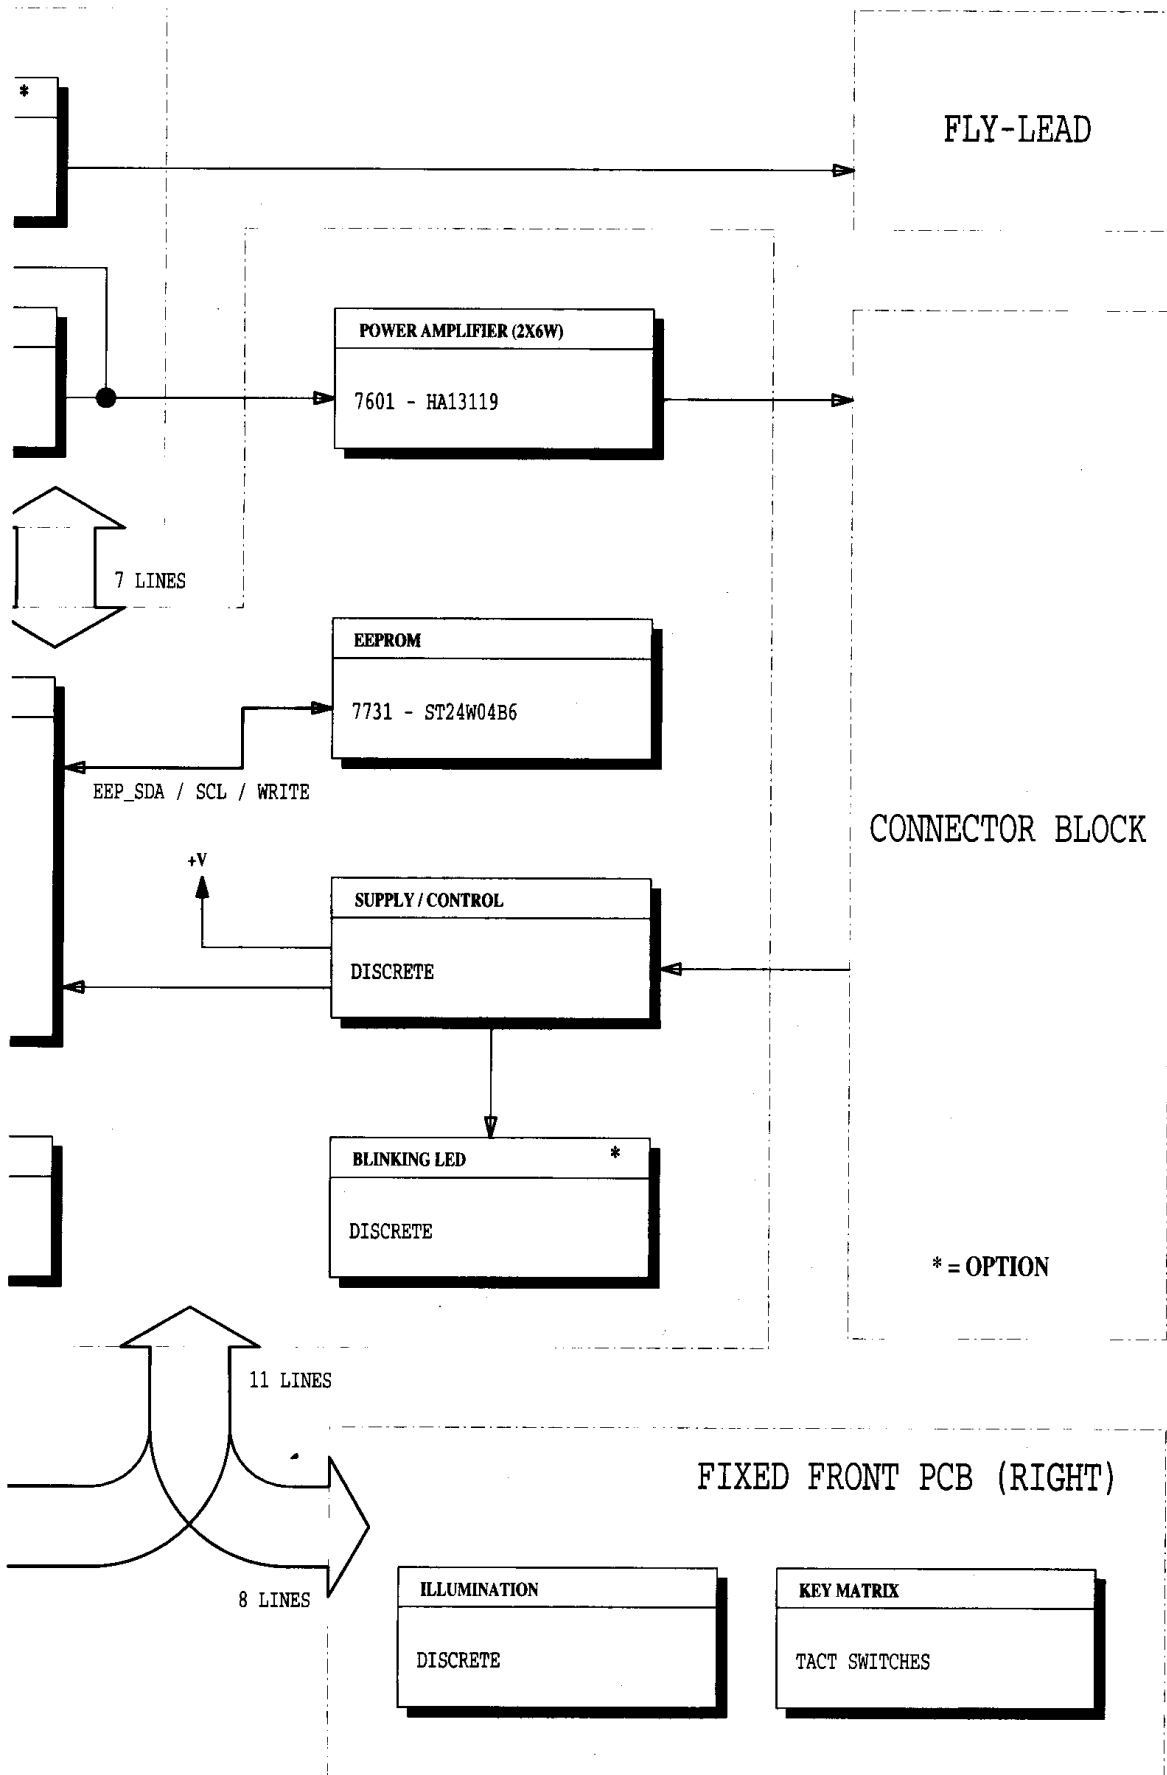 *
FLY-LEAD
POWER AMPLIFIER (2X6W)
7601 - HA13119
7 LINES
EEPROM
7731 - ST24W04B6
EEP_SDA / SCL / WRITE
CONNECTOR BLOCK
+V
SUPPLY / CONTROL
DISCRETE
BLINKING LED *
DISCRETE
* = OPTION
11 LINES
FIXED FRONT PCB (RIGHT)
8 LINES
ILLUMINATION
DISCRETE
KEY MATRIX
TACT SWITCHES